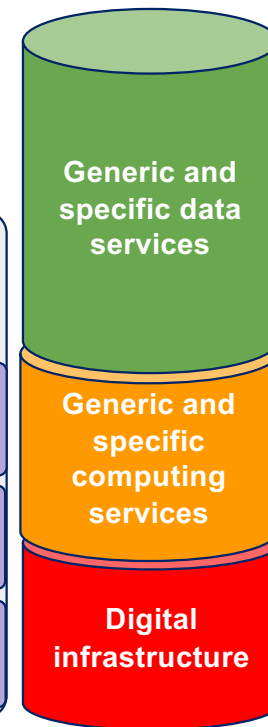 Generic and
specific data
services
Generic and
specific
computing
services
Digital
infrastructure